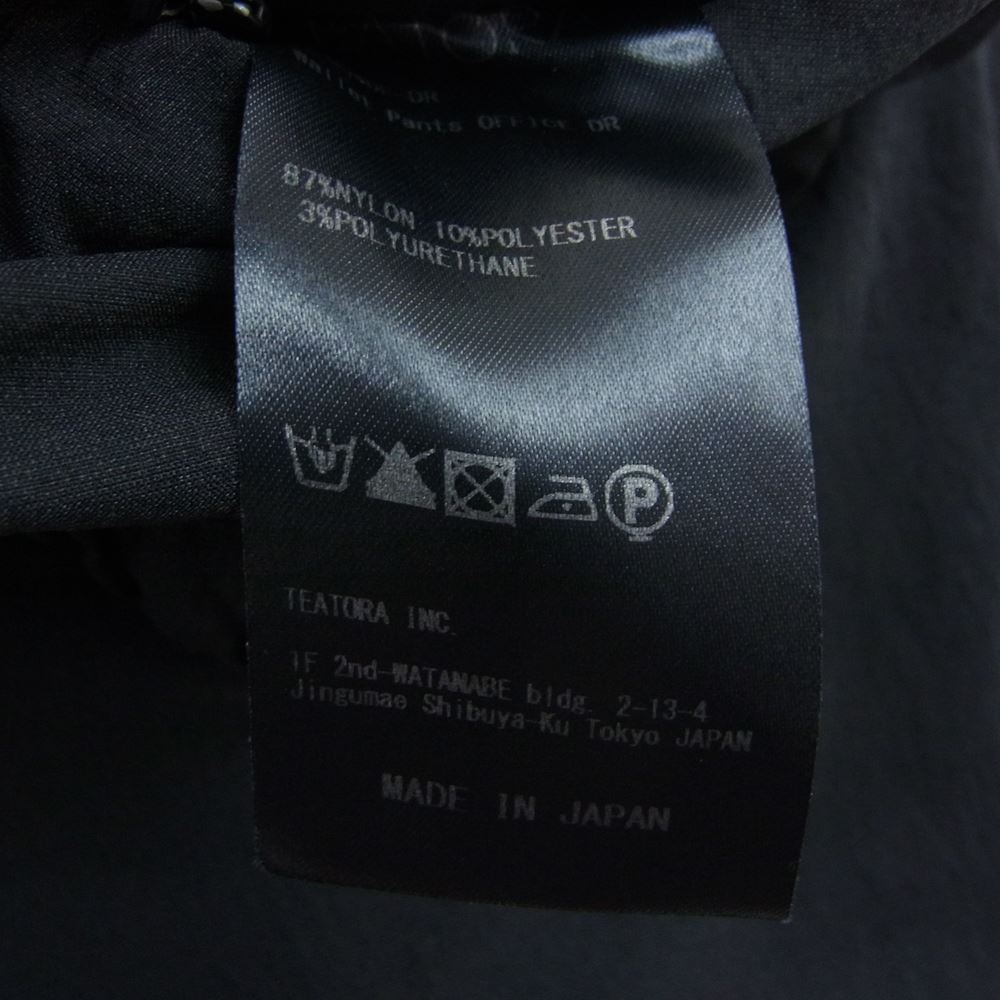 DR
Wallet Pants OFFICE DR
87%NYLON 10%POLYESTER
3%POLYURETHANE
P
TEATORA INC.
1F 2nd-WATANABE bldg. 2-13-4
Jingumae Shibuya-Ku Tokyo JAPAN
MADE IN JAPAN